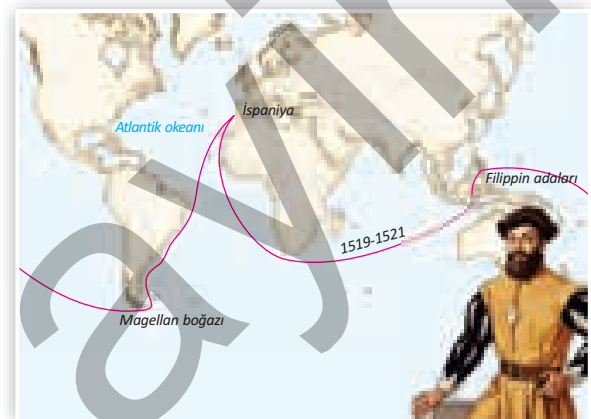 İspaniya
Atlantik okeanı
Filippin adaları
1519-1521
Magellan boğazı